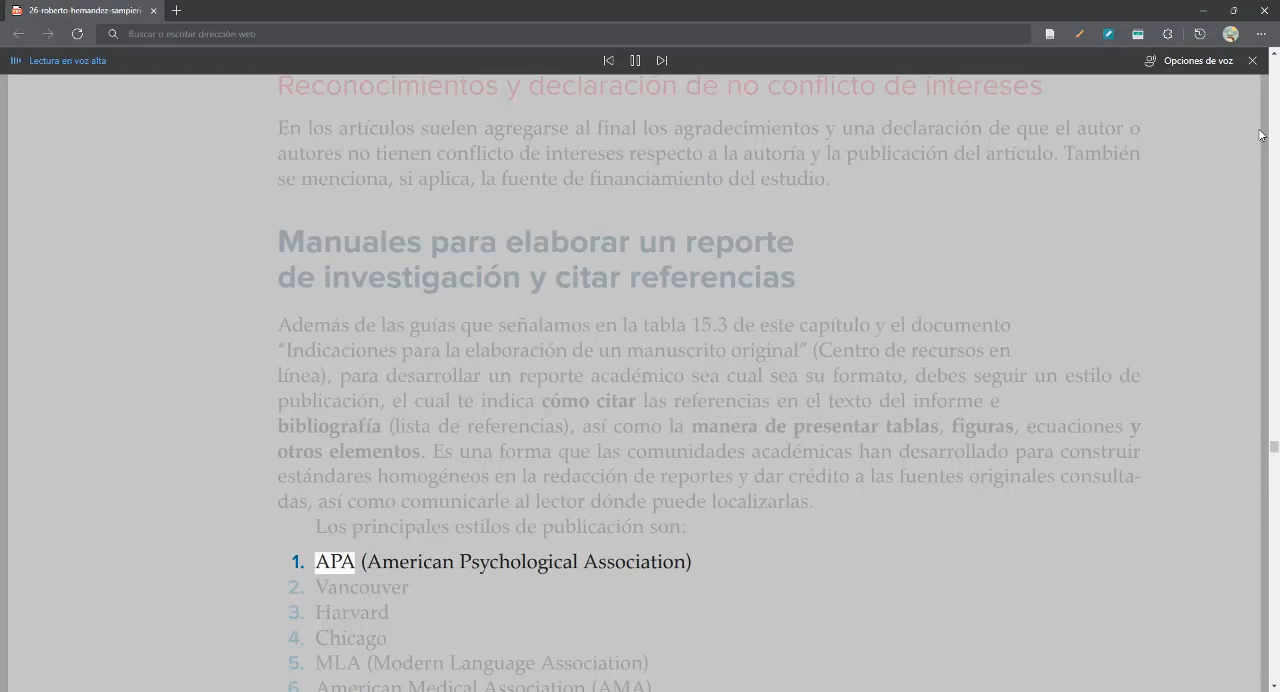 26-roberto-hernandez-sampieri
Buscar o escribir dirección web
Lectura en voz alta
Opciones de voz
Reconocimientos y declaración de no conflicto de intereses
En los artículos suelen agregarse al final los agradecimientos y una declaración de que el autor o
autores no tienen conflicto de intereses respecto a la autoría y la publicación del artículo. También
se menciona, si aplica, la fuente de financiamiento del estudio.
Manuales para elaborar un reporte
de investigación y citar referencias
Además de las guías que señalamos en la tabla 15.3 de este capítulo y el documento
“Indicaciones para la elaboración de un manuscrito original” (Centro de recursos en
línea), para desarrollar un reporte académico sea cual sea su formato, debes seguir un estilo de
publicación, el cual te indica cómo citar las referencias en el texto del informe e
bibliografía (lista de referencias), así como la manera de presentar tablas, figuras, ecuaciones y
otros elementos. Es una forma que las comunidades académicas han desarrollado para construir
estándares homogéneos en la redacción de reportes y dar crédito a las fuentes originales consulta-
das, así como comunicarle al lector dónde puede localizarlas.
Los principales estilos de publicación son:
1. APA (American Psychological Association)
2. Vancouver
3. Harvard
4. Chicago
5. MLA (Modern Language Association)
6. American Medical Association (AMA)